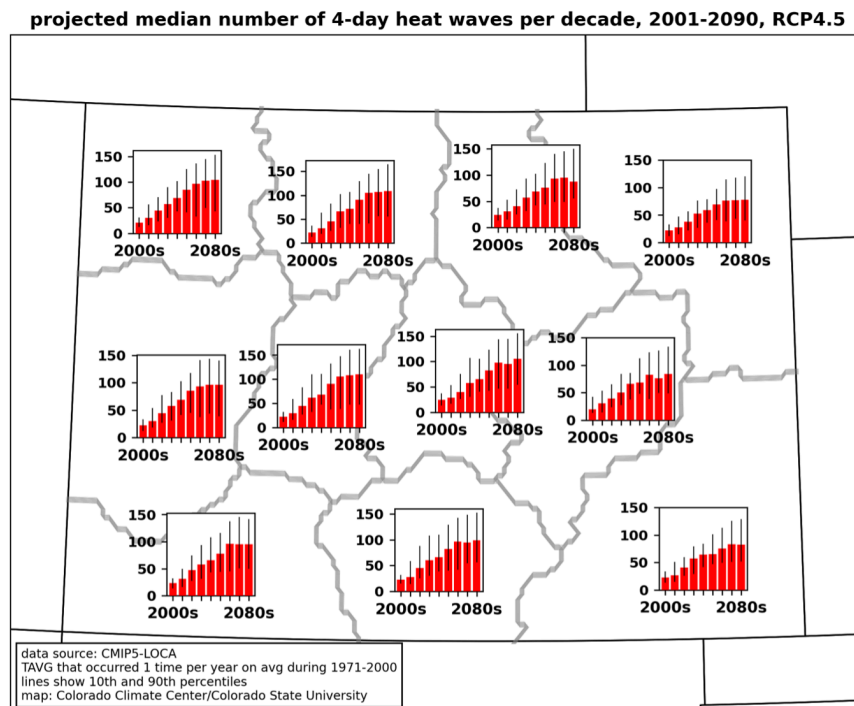 projected median number of 4-day heat waves per decade, 2001-2090, RCP4.5
150
100
50
0
2000s 2080s
150
100
50
0
2000s 2080s
150
100
50
0
2000s 2080s
150
100
50
0
2000s 2080s
150
100
50
0
2000s 2080s
150
100
50
0
2000s 2080s
150
100
50
0
2000s 2080s
150
100
50
0
2000s 2080s
150
100
50
0
2000s 2080s
150
100
50
0
2000s 2080s
150
100
50
0
2000s 2080s
data source: CMIP5-LOCA
TAVG that occurred 1 time per year on avg during 1971-2000
lines show 10th and 90th percentiles
map: Colorado Climate Center/Colorado State University